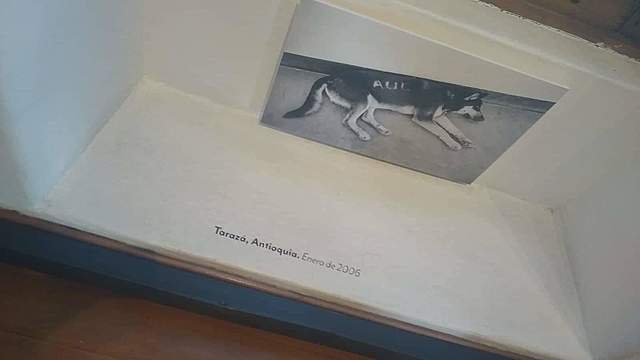 AUC
Tarazá, Antioquia. Enero de 2006